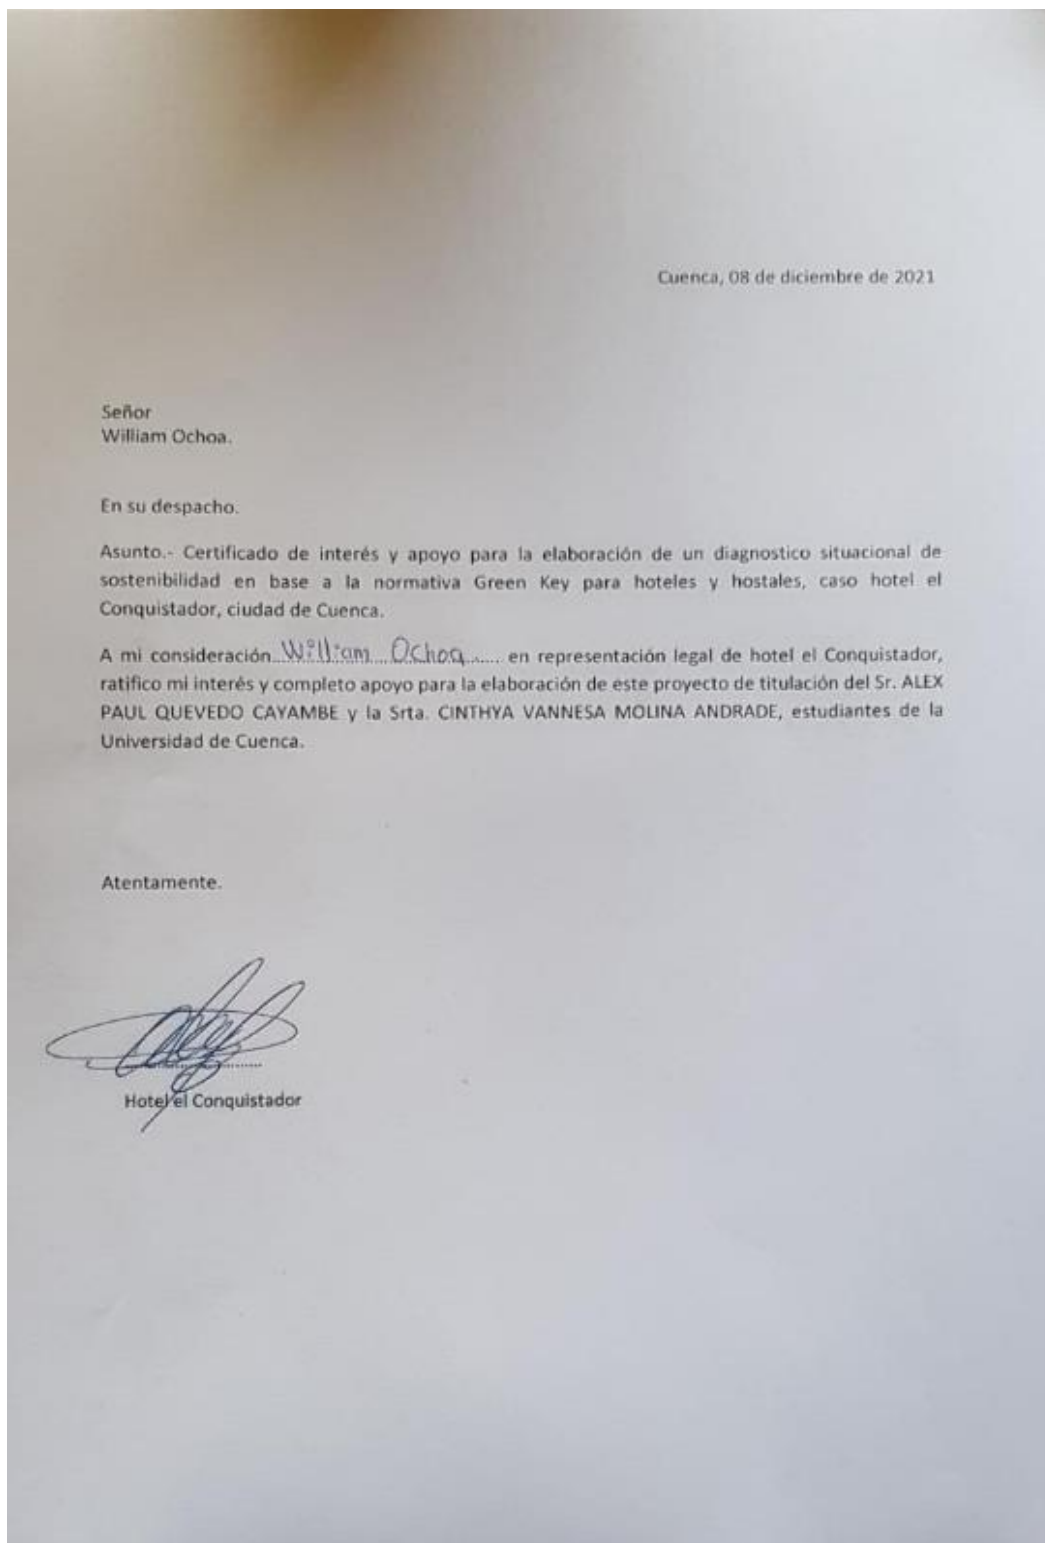 Cuenca, 08 de diciembre de 2021
Señor
William Ochoa.
En su despacho.
Asunto.- Certificado de interés y apoyo para la elaboración de un diagnostico situacional de
sostenibilidad en base a la normativa Green Key para hoteles y hostales, caso hotel el
Conquistador, ciudad de Cuenca.
A mi consideración William Ochoa en representación legal de hotel el Conquistador,
ratifico mi interés y completo apoyo para la elaboración de este proyecto de titulación del Sr. ALEX
PAUL QUEVEDO CAYAMBE y la Srta. CINTHYA VANNESA MOLINA ANDRADE, estudiantes de la
Universidad de Cuenca.
Atentamente.
Hotel el Conquistador